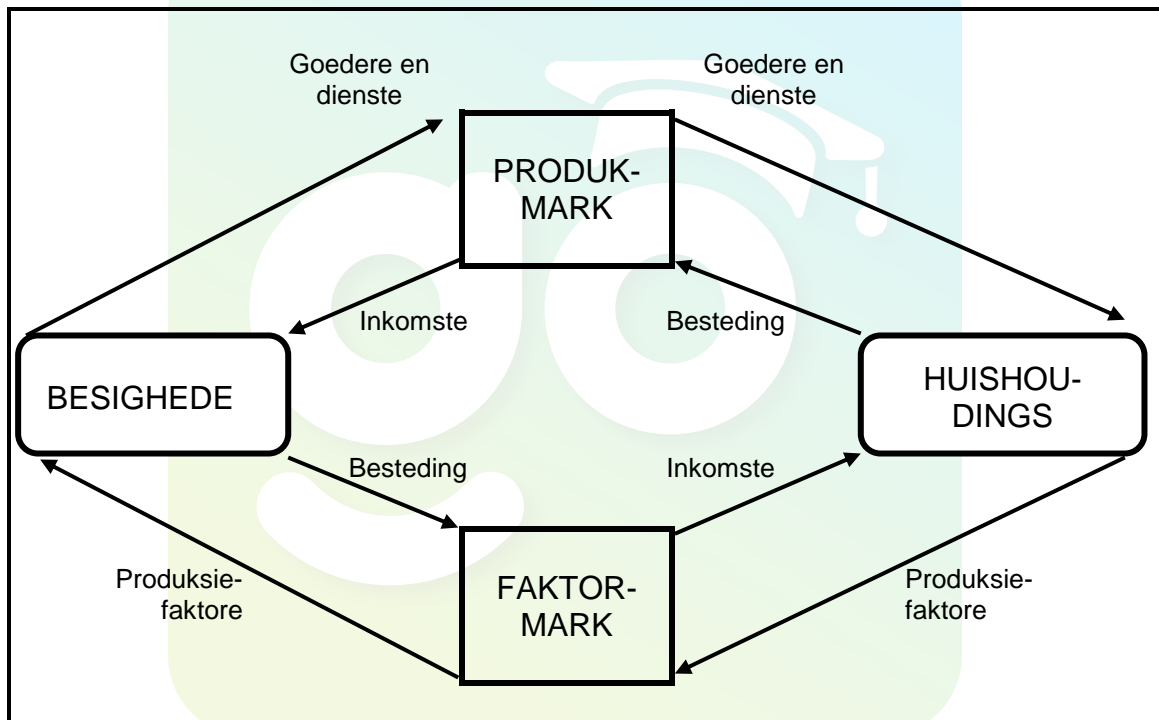 Goedere en
dienste
Goedere en
dienste
PRODUK-
MARK
Inkomste
Besteding
BESIGHEDE
HUISHOU-
DINGS
Besteding
Inkomste
Produksie-
faktore
FAKTOR-
MARK
Produksie-
faktore